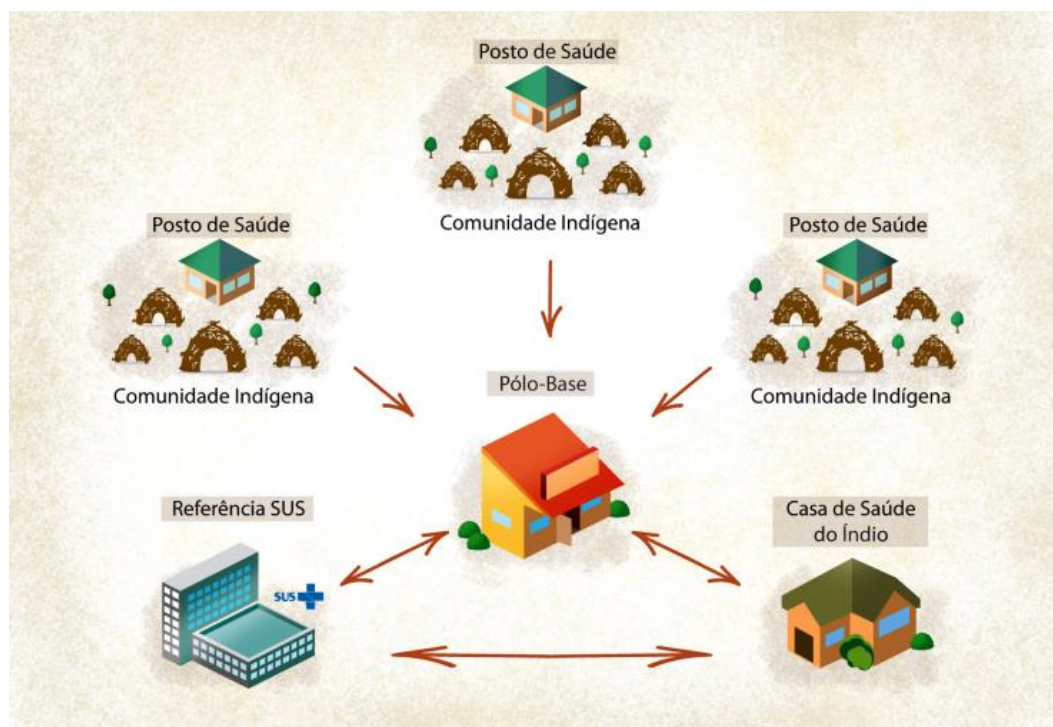 Posto de Saúde
Comunidade Indígena
Posto de Saúde
Comunidade Indígena
Posto de Saúde
Comunidade Indígena
Pólo-Base
Referência SUS
SUS
Casa de Saúde
do Índio